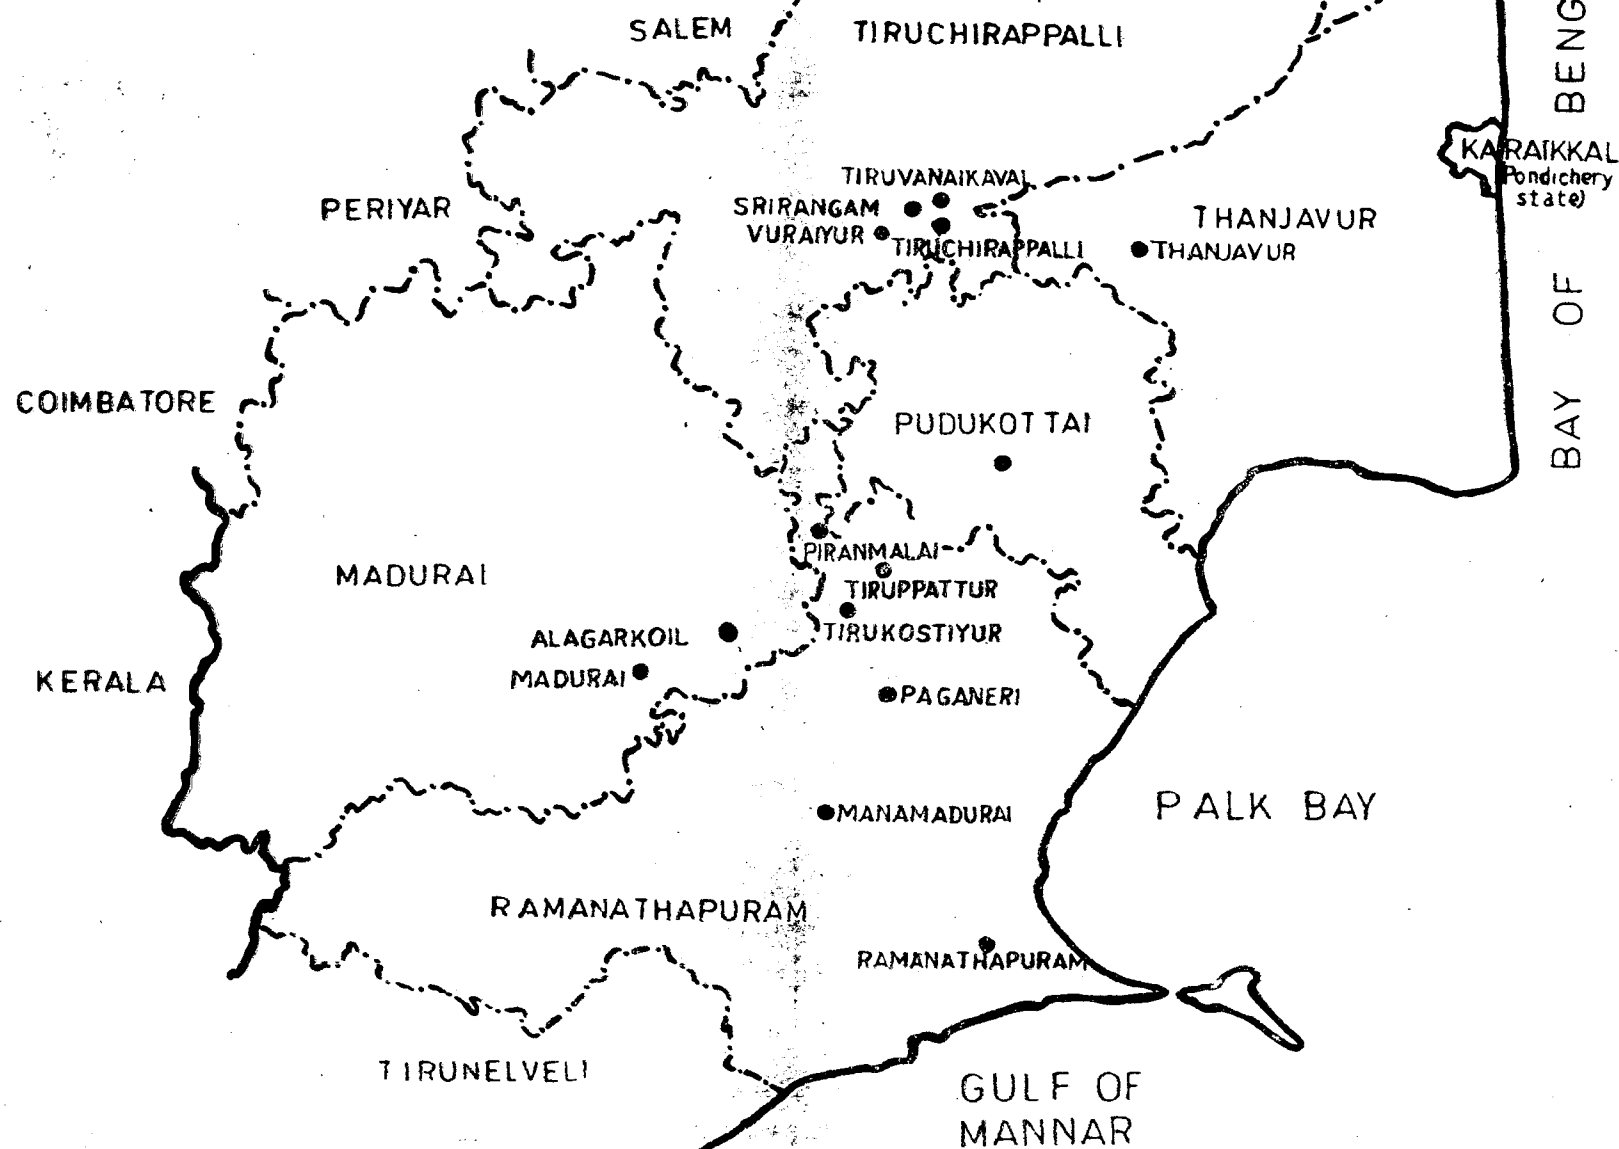 SALEM
TIRUCHIRAPPALLI
BAY OF BENG
KARAIKKAL
(Pondichery
state)
TIRUVANAIKAVAL
SRIRANGAM
PERIYAR
THANJAVUR
VURAIYUR
TIRUCHIRAPPALLI
THANJAVUR
COIMBATORE
PUDUKOTTAI
PIRANMALAI
MADURAI
TIRUPPATTUR
ALAGARKOIL
TIRUKOSTIYUR
MADURAI
KERALA
PAGANERI
PALK BAY
MANAMADURAI
RAMANATHAPURAM
RAMANATHAPURAM
TIRUNELVELI
GULF OF
MANNAR